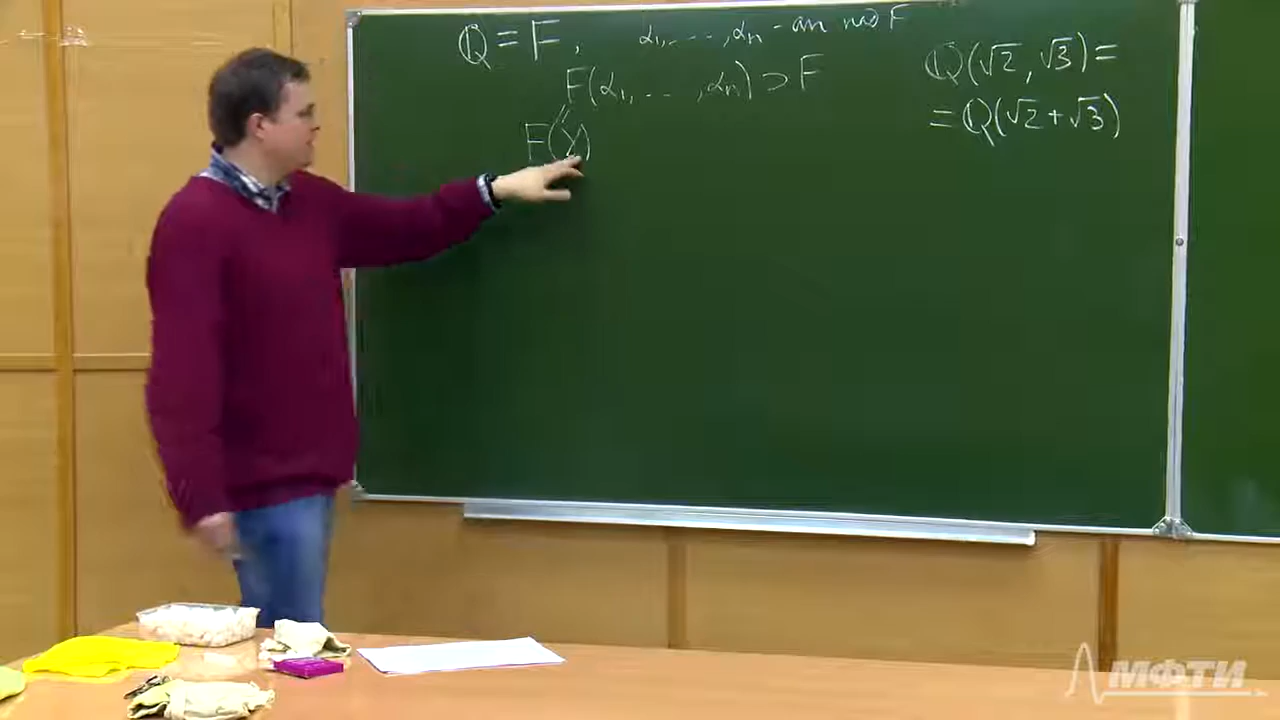 ℚ = F, α₁, ..., αₙ - ал над F
F(α₁, ..., αₙ) ⊃ F
F(γ)
ℚ(√2, √3) =
= ℚ(√2 + √3)
МФТИ